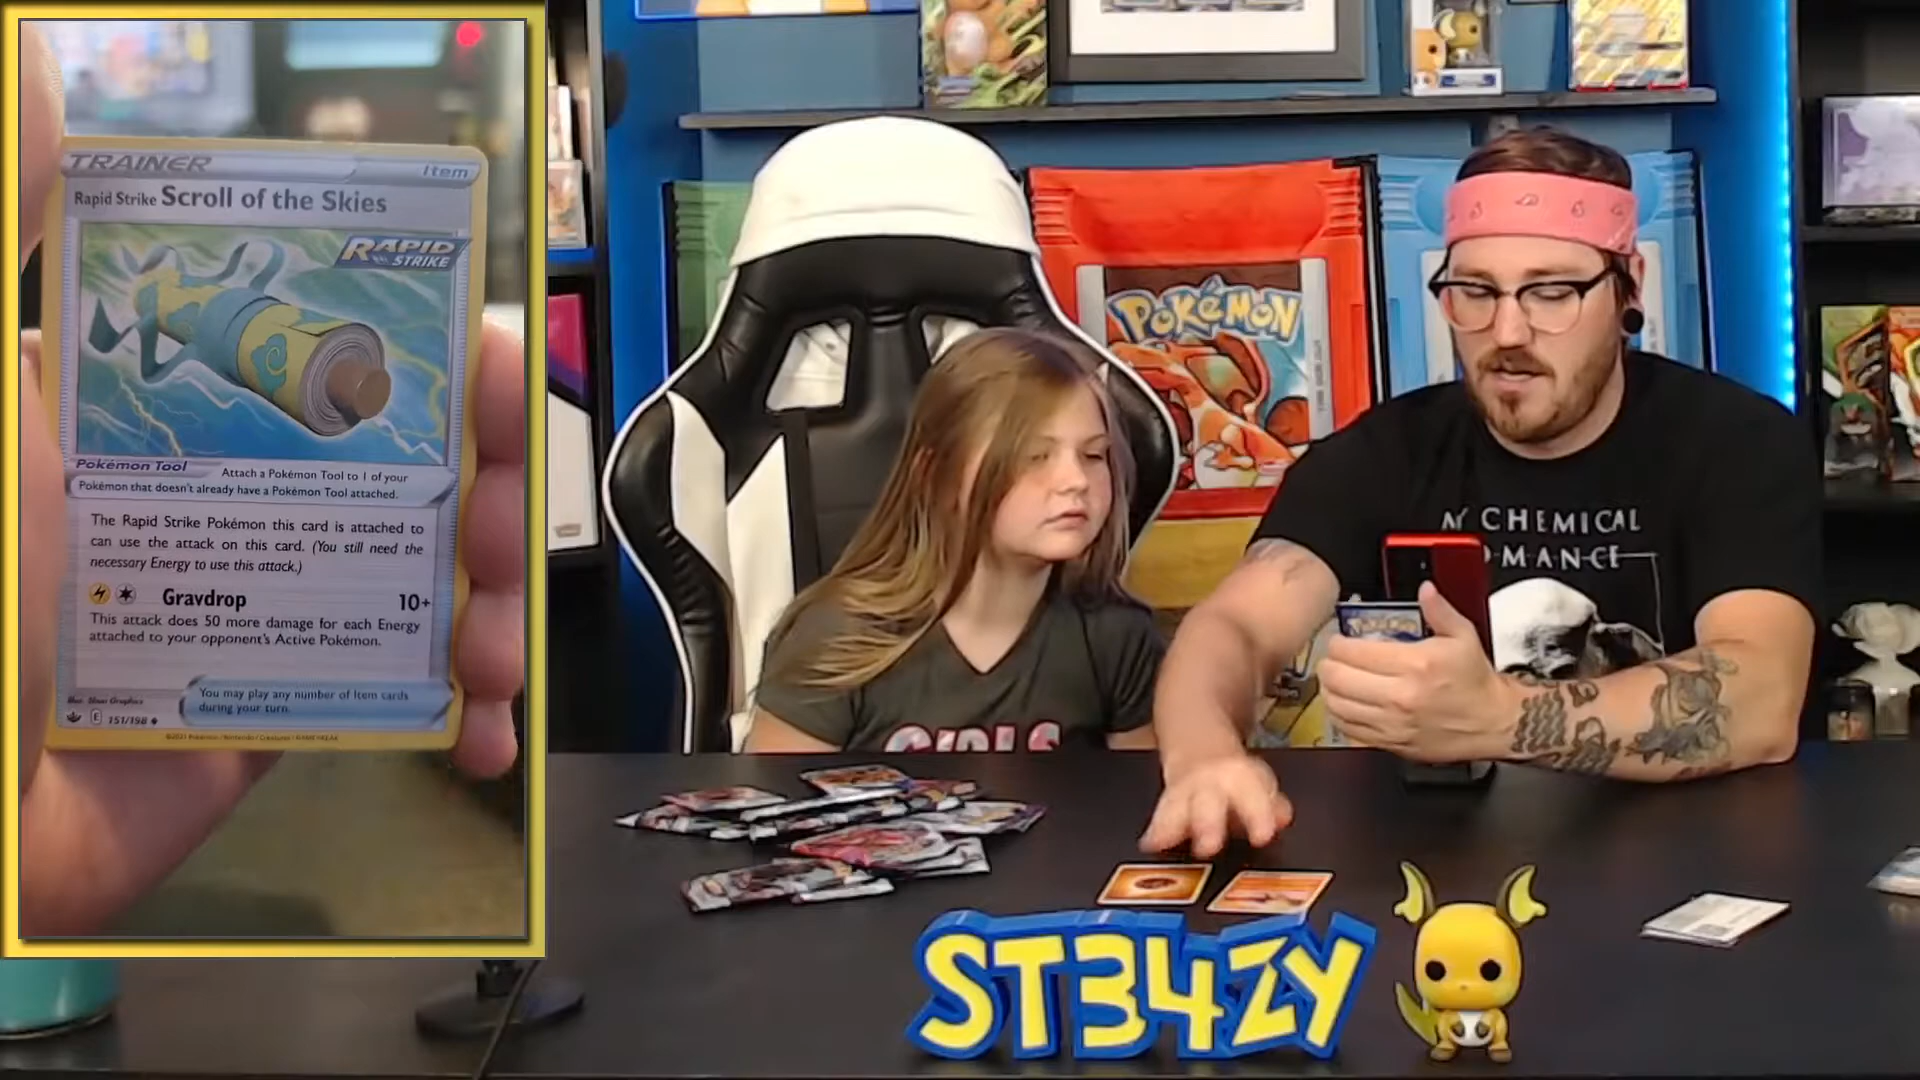 TRAINER
Item
Rapid Strike Scroll of the Skies
RAPID
STRIKE
Pokémon Tool
Attach a Pokémon Tool to 1 of your
Pokémon that doesn't already have a Pokémon Tool attached.
The Rapid Strike Pokémon this card is attached to
can use the attack on this card. (You still need the
necessary Energy to use this attack.)
Gravdrop 10+
This attack does 50 more damage for each Energy
attached to your opponent's Active Pokémon.
You may play any number of Item cards
during your turn.
E 151/198
POKéMON
MY CHEMICAL
ROMANCE
GIRLS
ST34ZY